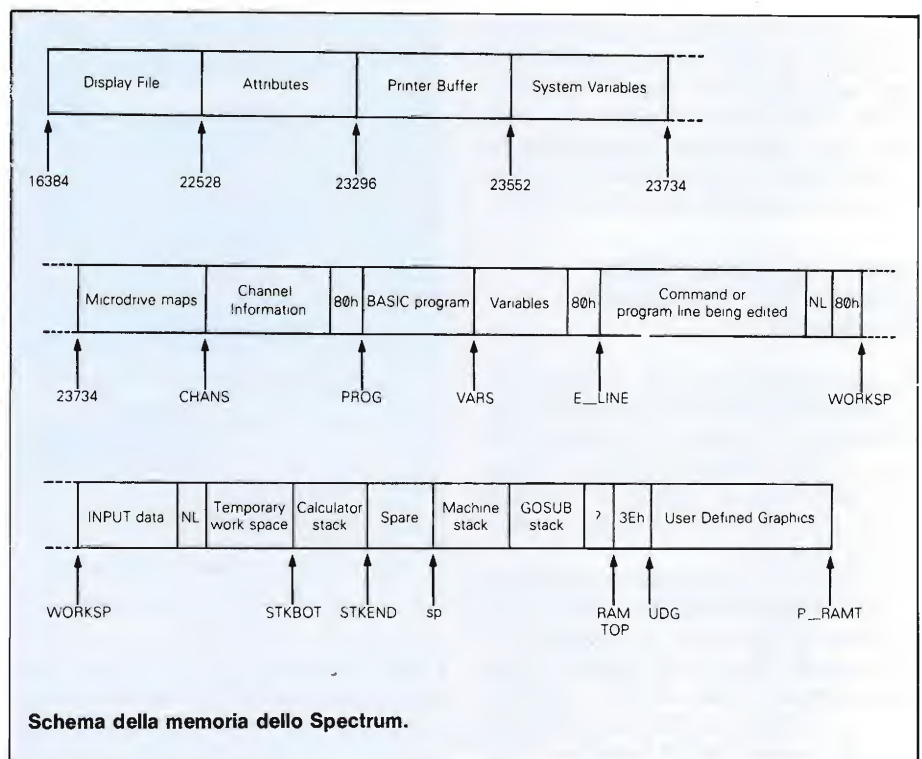 Display File Attributes Printer Buffer System Variables
16384 22528 23296 23552 23734
Microdrive maps Channel Information 80h BASIC program Variables 80h Command or program line being edited NL 80h
23734 CHANS PROG VARS E__LINE WORKSP
INPUT data NL Temporary work space Calculator stack Spare Machine stack GOSUB stack ? 3Eh User Defined Graphics
WORKSP STKBOT STKEND sp RAM TOP UDG P__RAMT
Schema della memoria dello Spectrum.